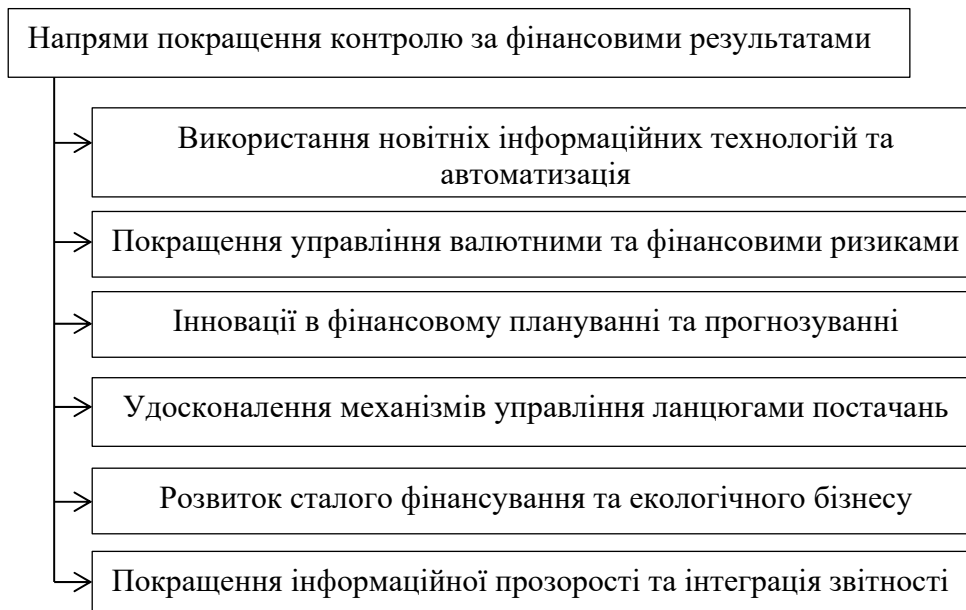 Напрями покращення контролю за фінансовими результатами
Використання новітніх інформаційних технологій та
автоматизація
Покращення управління валютними та фінансовими ризиками
Інновації в фінансовому плануванні та прогнозуванні
Удосконалення механізмів управління ланцюгами постачань
Розвиток сталого фінансування та екологічного бізнесу
Покращення інформаційної прозорості та інтеграція звітності